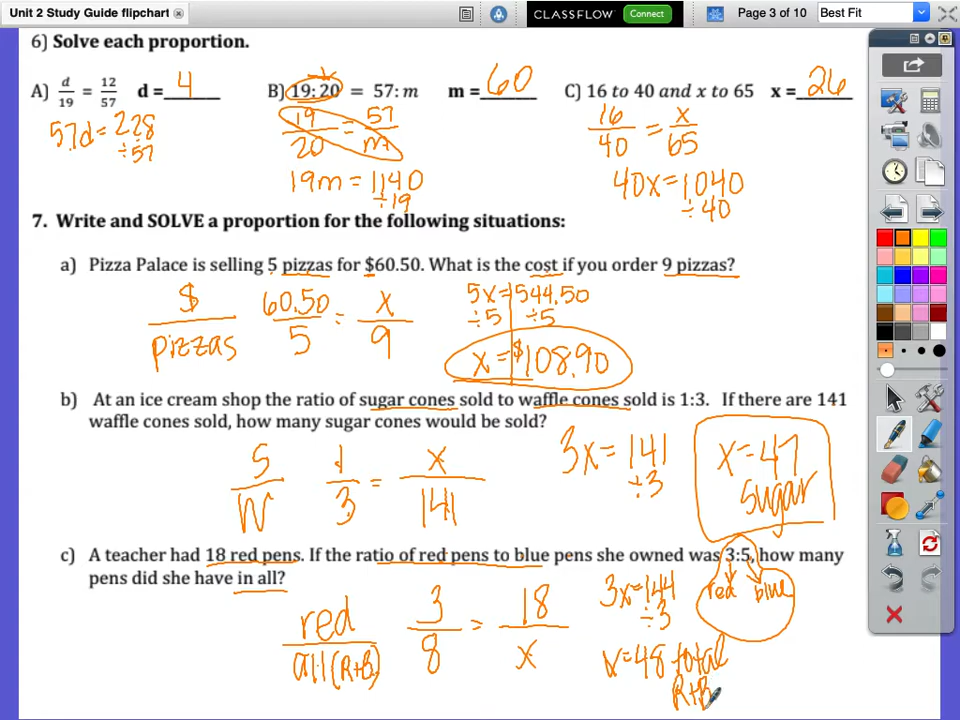 Unit 2 Study Guide flipchart
CLASSFLOW Connect
Page 3 of 10
Best Fit
6) Solve each proportion.
A) d/19 = 12/57 d = 4
B) 19:20 = 57:m m = 60
C) 16 to 40 and x to 65 x = 26
57d = 228
÷57
19/20 = 57/m
19m = 1140
÷19
16/40 = x/65
40x = 1040
÷40
7. Write and SOLVE a proportion for the following situations:
a) Pizza Palace is selling 5 pizzas for $60.50. What is the cost if you order 9 pizzas?
$/pizzas 60.50/5 = x/9
5x = 544.50
÷5 ÷5
x = $108.90
b) At an ice cream shop the ratio of sugar cones sold to waffle cones sold is 1:3. If there are 141
waffle cones sold, how many sugar cones would be sold?
S/W 1/3 = x/141
3x = 141
÷3
x = 47
sugar
c) A teacher had 18 red pens. If the ratio of red pens to blue pens she owned was 3:5, how many
pens did she have in all?
red blue
red/all(R+B) 3/8 = 18/x
3x = 144
÷3
x = 48 total
R+B